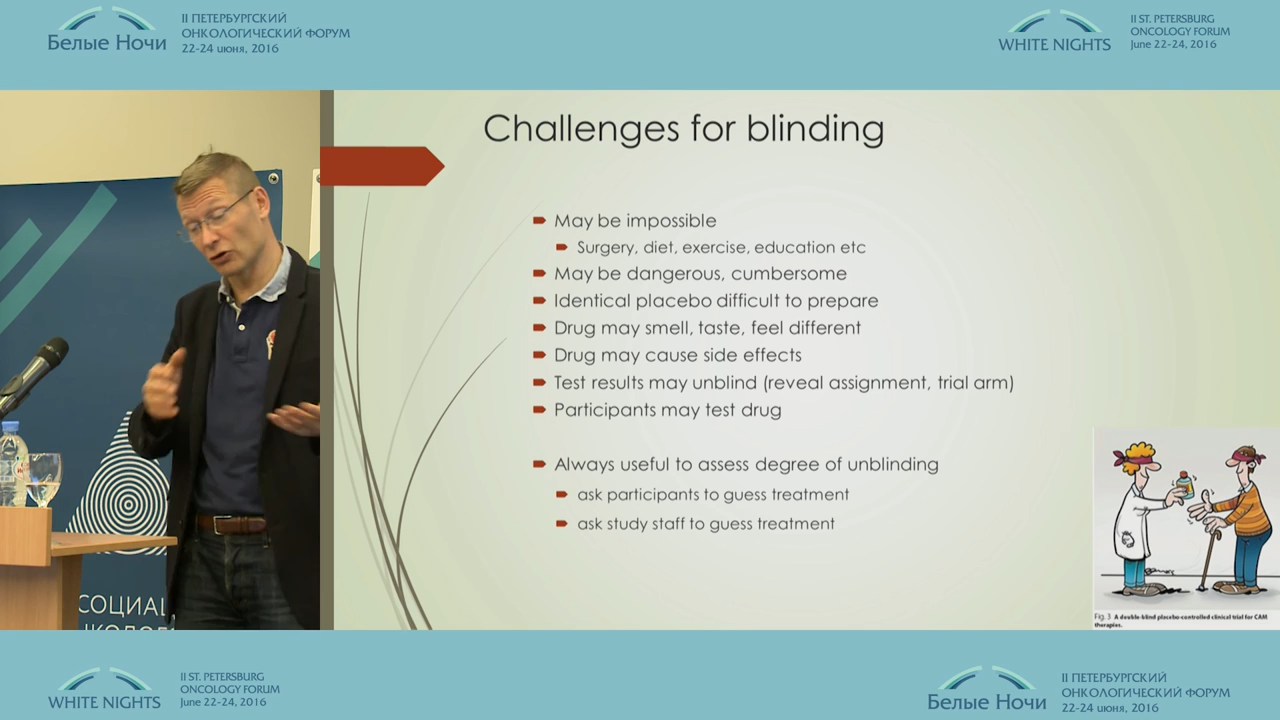 II ПЕТЕРБУРГСКИЙ
ОНКОЛОГИЧЕСКИЙ ФОРУМ
22-24 июня, 2016
Белые Ночи
II ST. PETERSBURG
ONCOLOGY FORUM
June 22-24, 2016
WHITE NIGHTS
Challenges for blinding
May be impossible
Surgery, diet, exercise, education etc
May be dangerous, cumbersome
Identical placebo difficult to prepare
Drug may smell, taste, feel different
Drug may cause side effects
Test results may unblind (reveal assignment, trial arm)
Participants may test drug
Always useful to assess degree of unblinding
ask participants to guess treatment
ask study staff to guess treatment
Fig. 3 A double-blind placebo-controlled clinical trial for CAM
therapies.
СОЦИАЦ
II ST. PETERSBURG
ONCOLOGY FORUM
June 22-24, 2016
WHITE NIGHTS
II ПЕТЕРБУРГСКИЙ
ОНКОЛОГИЧЕСКИЙ ФОРУМ
22-24 июня, 2016
Белые Ночи